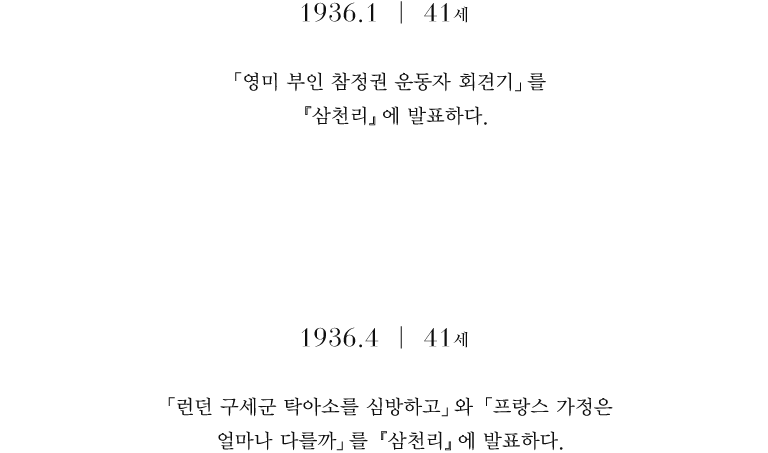 1936.1 | 41세
「영미 부인 참정권 운동자 회견기」를
『삼천리』에 발표하다.
1936.4 | 41세
「런던 구세군 탁아소를 심방하고」와 「프랑스 가정은
얼마나 다를까」를 『삼천리』에 발표하다.